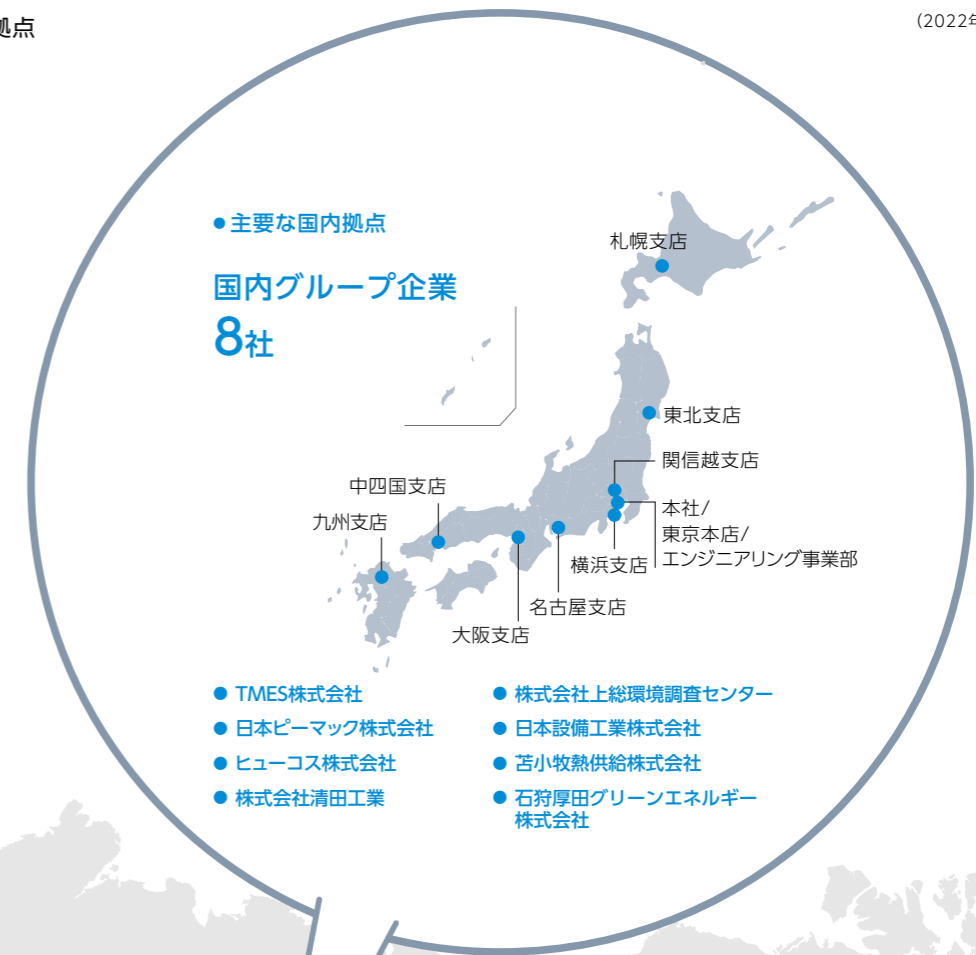 拠点
(2022年
● 主要な国内拠点
国内グループ企業
8社
札幌支店
東北支店
関信越支店
本社/
東京本店/
エンジニアリング事業部
横浜支店
名古屋支店
大阪支店
中四国支店
九州支店
● TMES株式会社
● 日本ピーマック株式会社
● ヒューコス株式会社
● 株式会社清田工業
● 株式会社上総環境調査センター
● 日本設備工業株式会社
● 苫小牧熱供給株式会社
● 石狩厚田グリーンエネルギー
株式会社